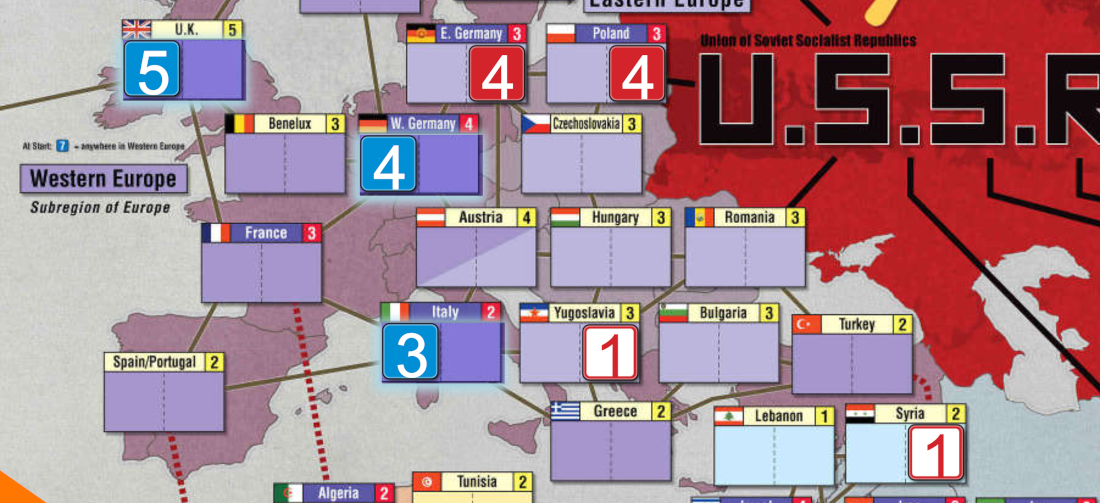 Eastern Europe
U.K. 5
5
E. Germany 3
4
Poland 3
4
Union of Soviet Socialist Republics
U.S.S.R
Benelux 3
W. Germany 4
4
Czechoslovakia 3
At Start: 7 - anywhere in Western Europe
Western Europe
Subregion of Europe
France 3
Austria 4
Hungary 3
Romania 3
Italy 2
3
Yugoslavia 3
1
Bulgaria 3
Turkey 2
Spain/Portugal 2
Greece 2
Lebanon 1
Syria 2
1
Algeria 2
Tunisia 2